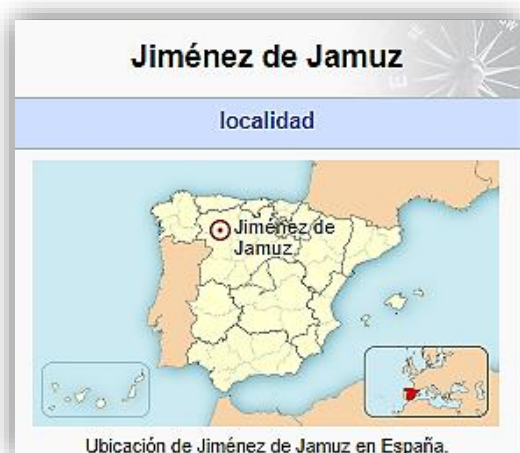 Jiménez de Jamuz
localidad
Jiménez de
Jamuz
Ubicación de Jiménez de Jamuz en España.